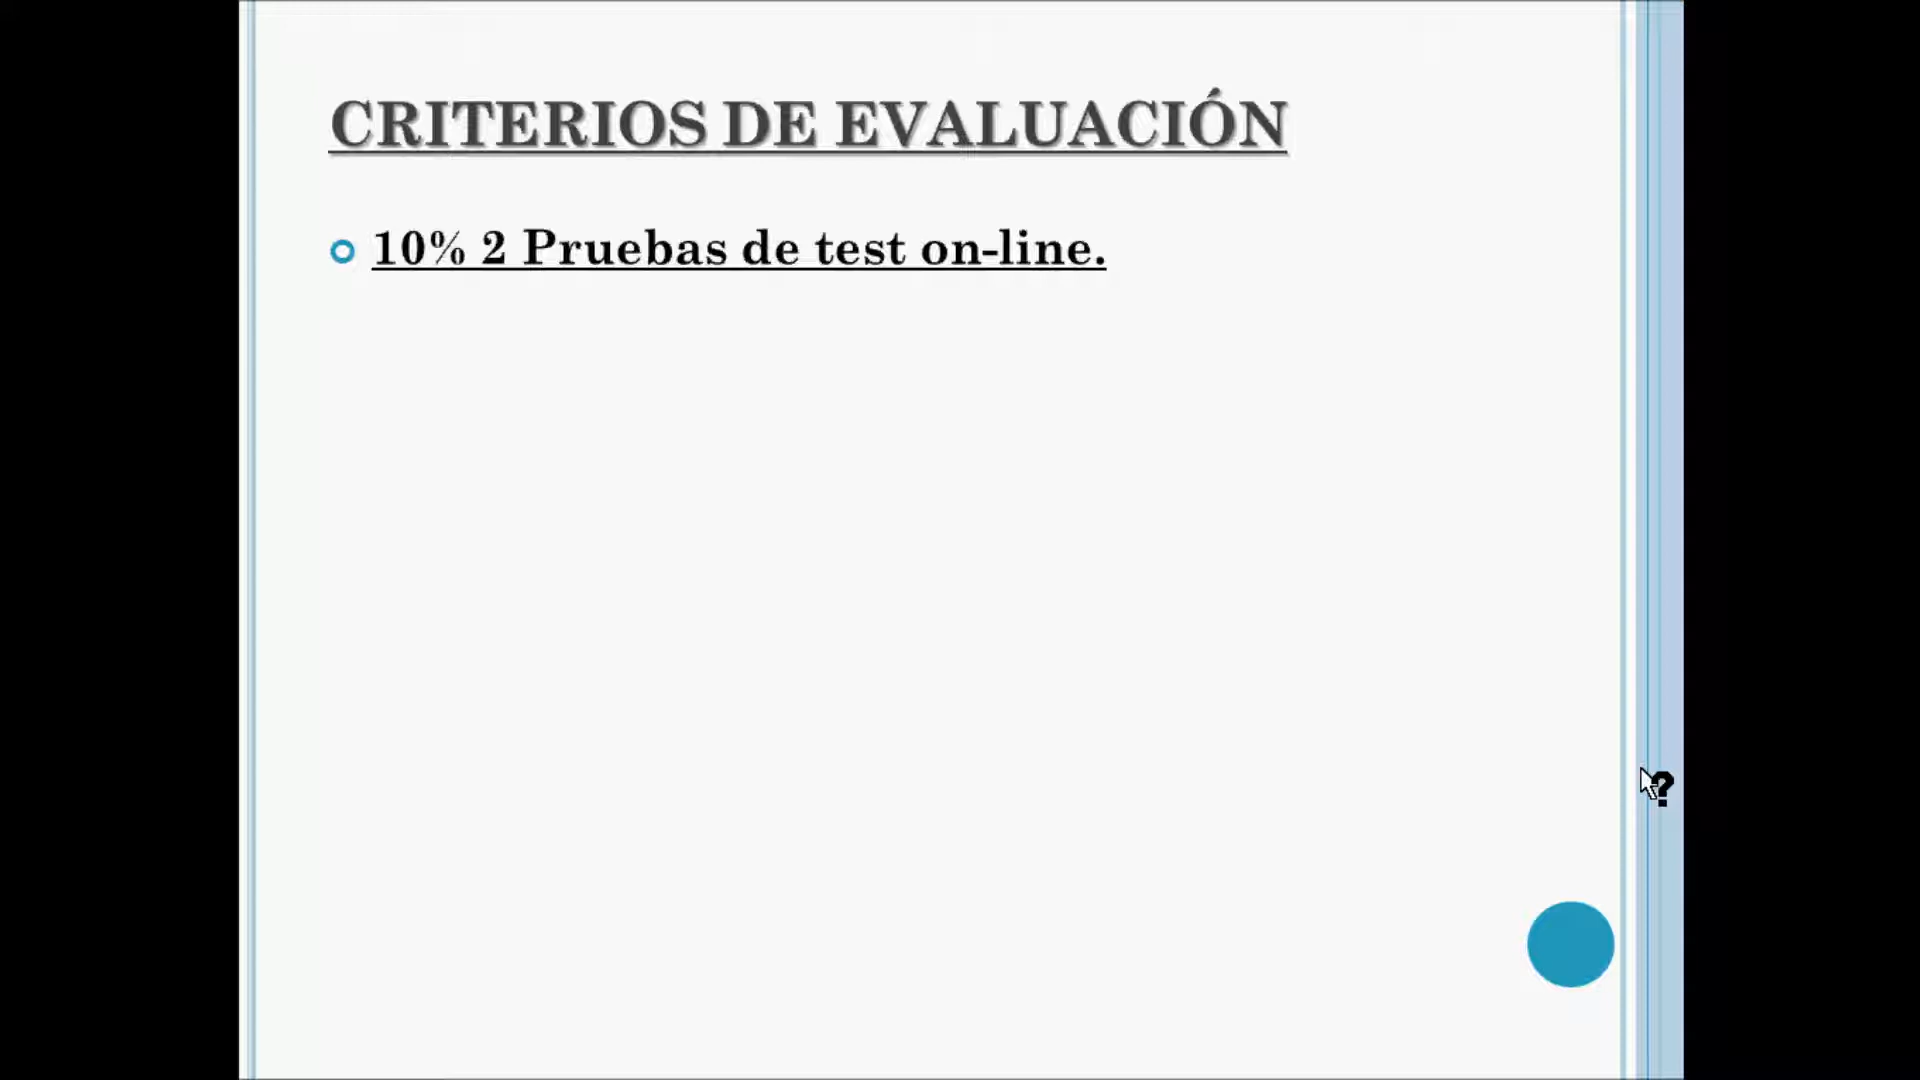 CRITERIOS DE EVALUACIÓN
10% 2 Pruebas de test on-line.